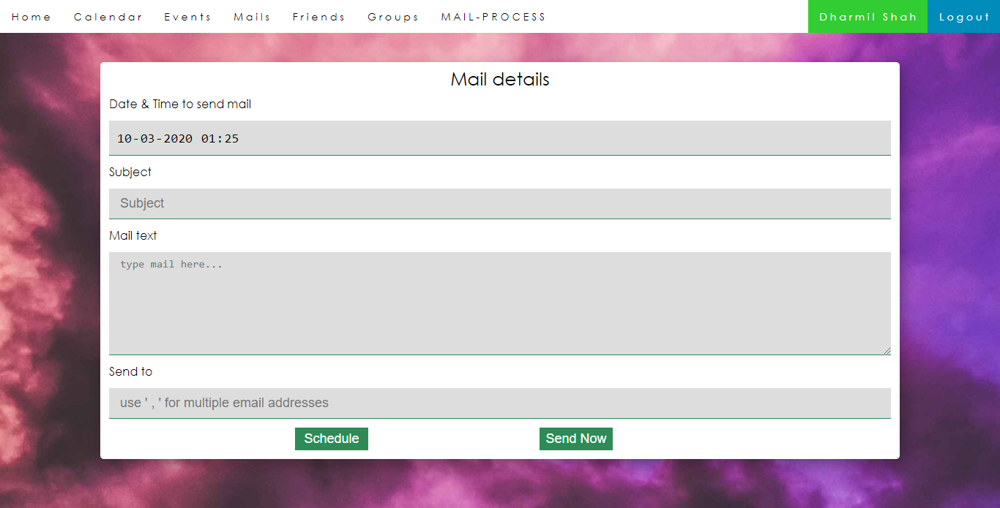 Home Calendar Events Mails Friends Groups MAIL-PROCESS Dharmil Shah Logout
Mail details
Date & Time to send mail
10-03-2020 01:25
Subject
Subject
Mail text
type mail here...
Send to
use ' , ' for multiple email addresses
Schedule Send Now